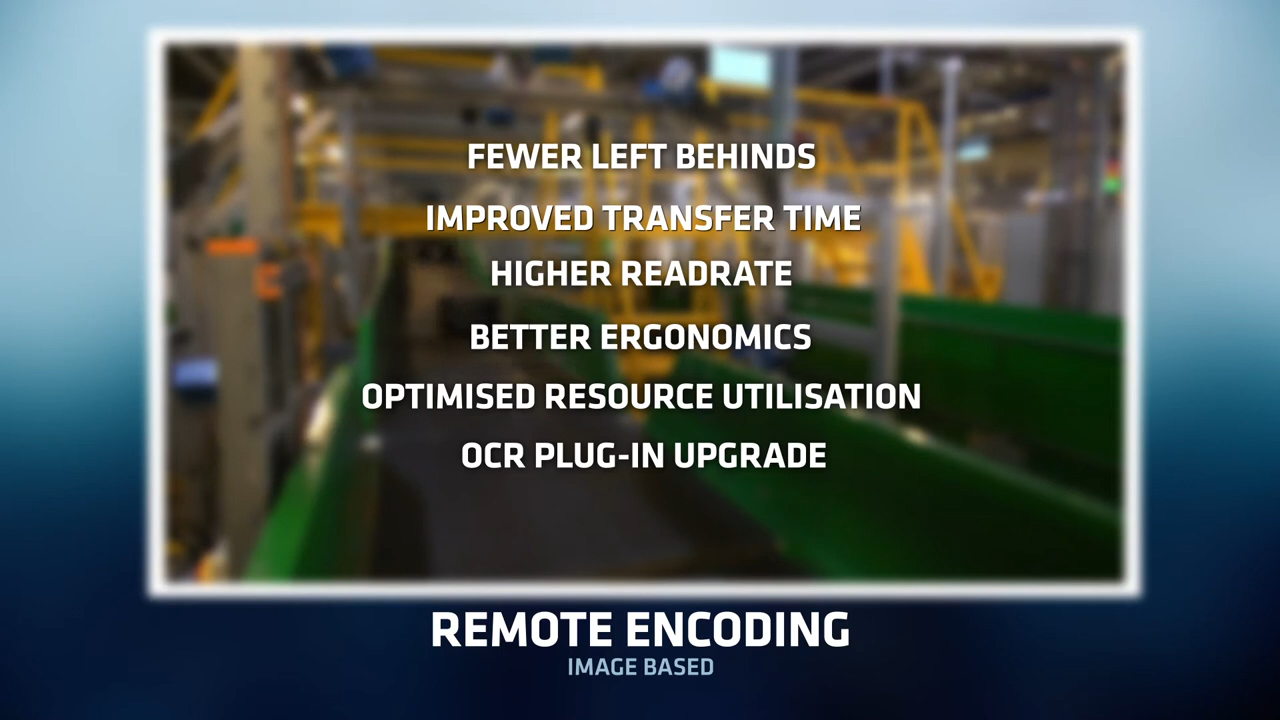 FEWER LEFT BEHINDS
IMPROVED TRANSFER TIME
HIGHER READRATE
BETTER ERGONOMICS
OPTIMISED RESOURCE UTILISATION
OCR PLUG-IN UPGRADE
REMOTE ENCODING
IMAGE BASED